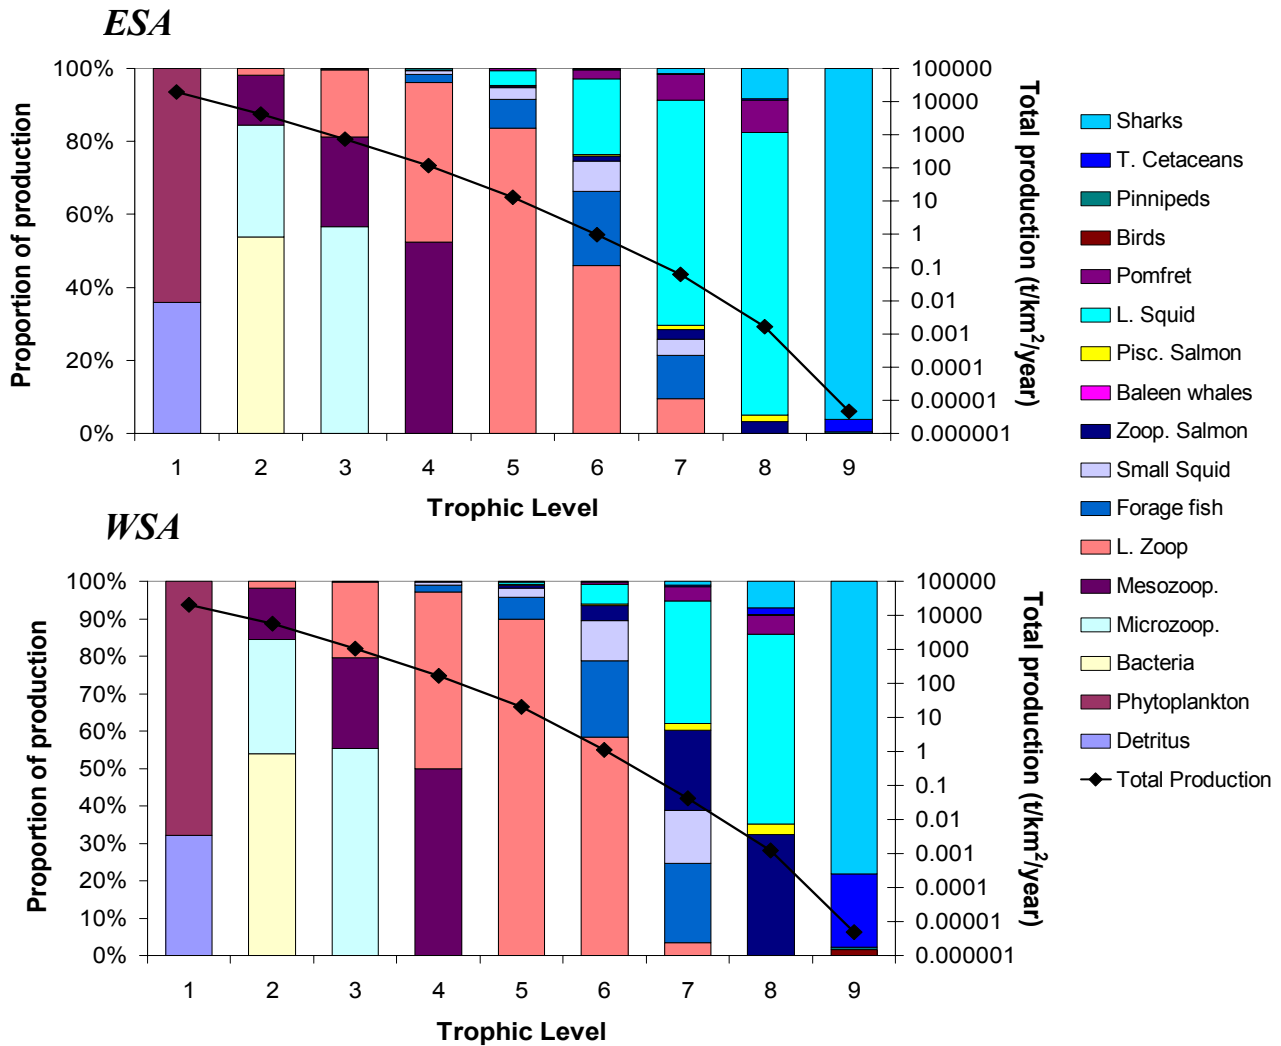 ESA
Proportion of production
100%
80%
60%
40%
20%
0%
1 2 3 4 5 6 7 8 9
Trophic Level
100000
10000
1000
100
10
1
0.1
0.01
0.001
0.0001
0.00001
0.000001
Total production (t/km²/year)
WSA
Proportion of production
100%
90%
80%
70%
60%
50%
40%
30%
20%
10%
0%
1 2 3 4 5 6 7 8 9
Trophic Level
100000
10000
1000
100
10
1
0.1
0.01
0.001
0.0001
0.00001
0.000001
Total production (t/km²/year)
Sharks
T. Cetaceans
Pinnipeds
Birds
Pomfret
L. Squid
Pisc. Salmon
Baleen whales
Zoop. Salmon
Small Squid
Forage fish
L. Zoop
Mesozoop.
Microzoop.
Bacteria
Phytoplankton
Detritus
Total Production